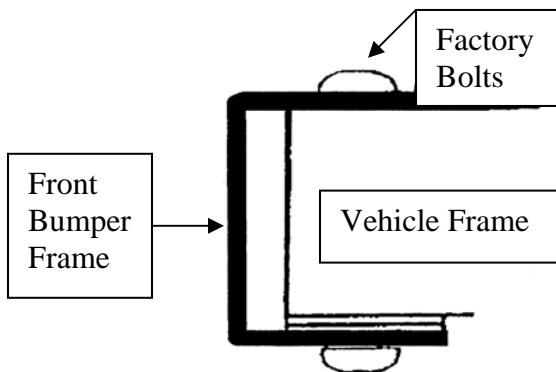 Factory
Bolts
Front
Bumper
Frame
Vehicle Frame